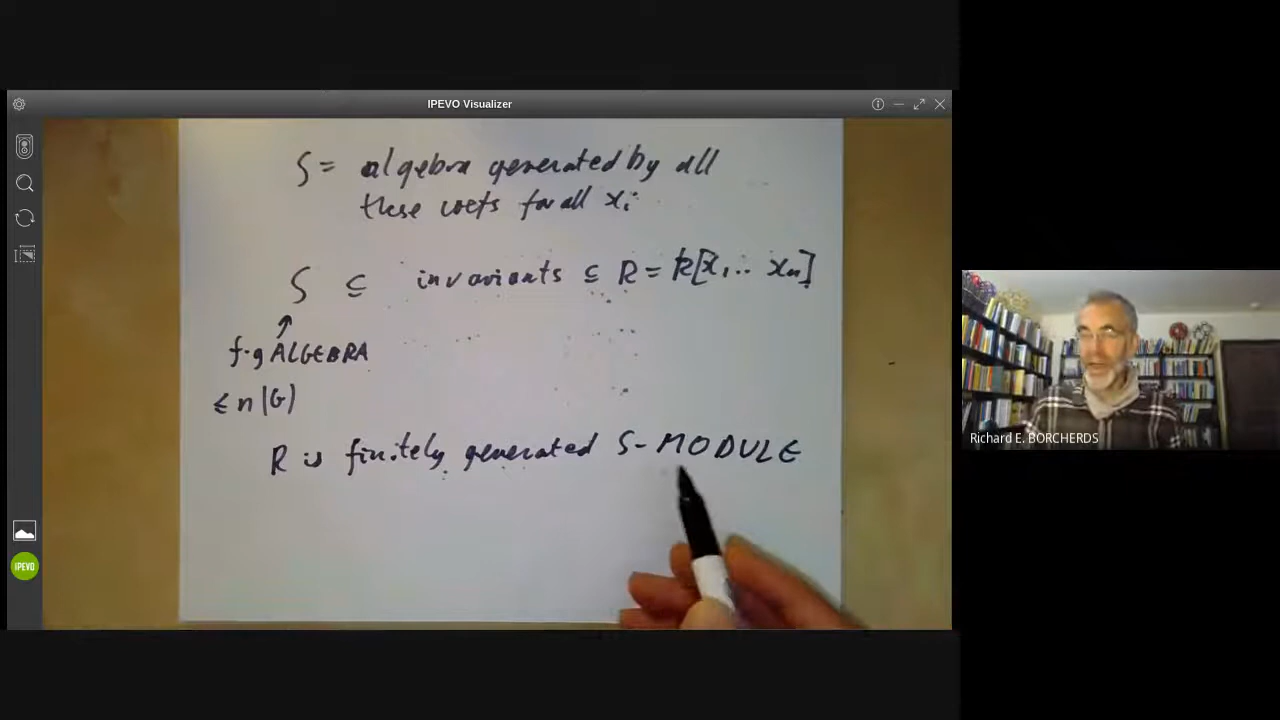 IPEVO Visualizer
S = algebra generated by all
these coefs for all xi
S ⊆ invariants ⊆ R = k[x1 .. xn]
↑
f.g ALGEBRA
≤ n|G|
R is finitely generated S-MODULE
Richard E. BORCHERDS
IPEVO